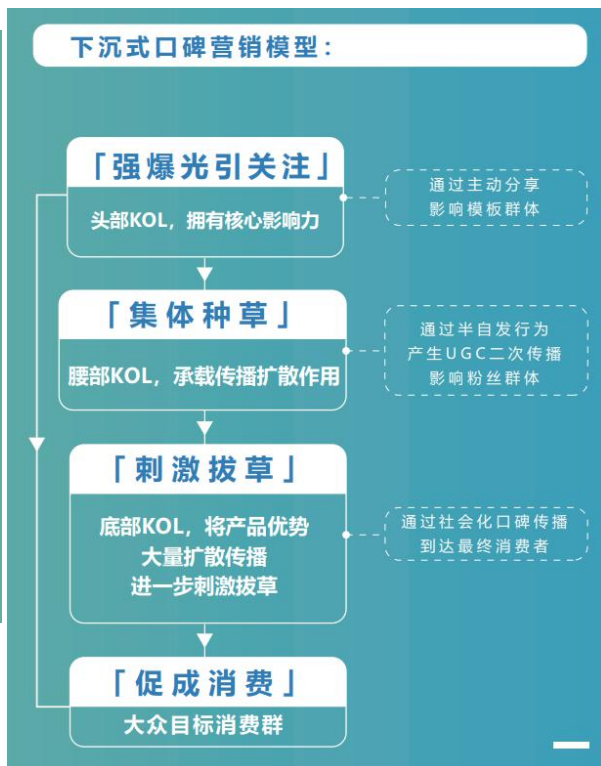 下沉式口碑营销模型：
「强爆光引关注」
头部KOL，拥有核心影响力
通过主动分享
影响模板群体
「集体种草」
腰部KOL，承载传播扩散作用
通过半自发行为
产生UGC二次传播
影响粉丝群体
「刺激拔草」
底部KOL，将产品优势
大量扩散传播
进一步刺激拔草
通过社会化口碑传播
到达最终消费者
「促成消费」
大众目标消费群